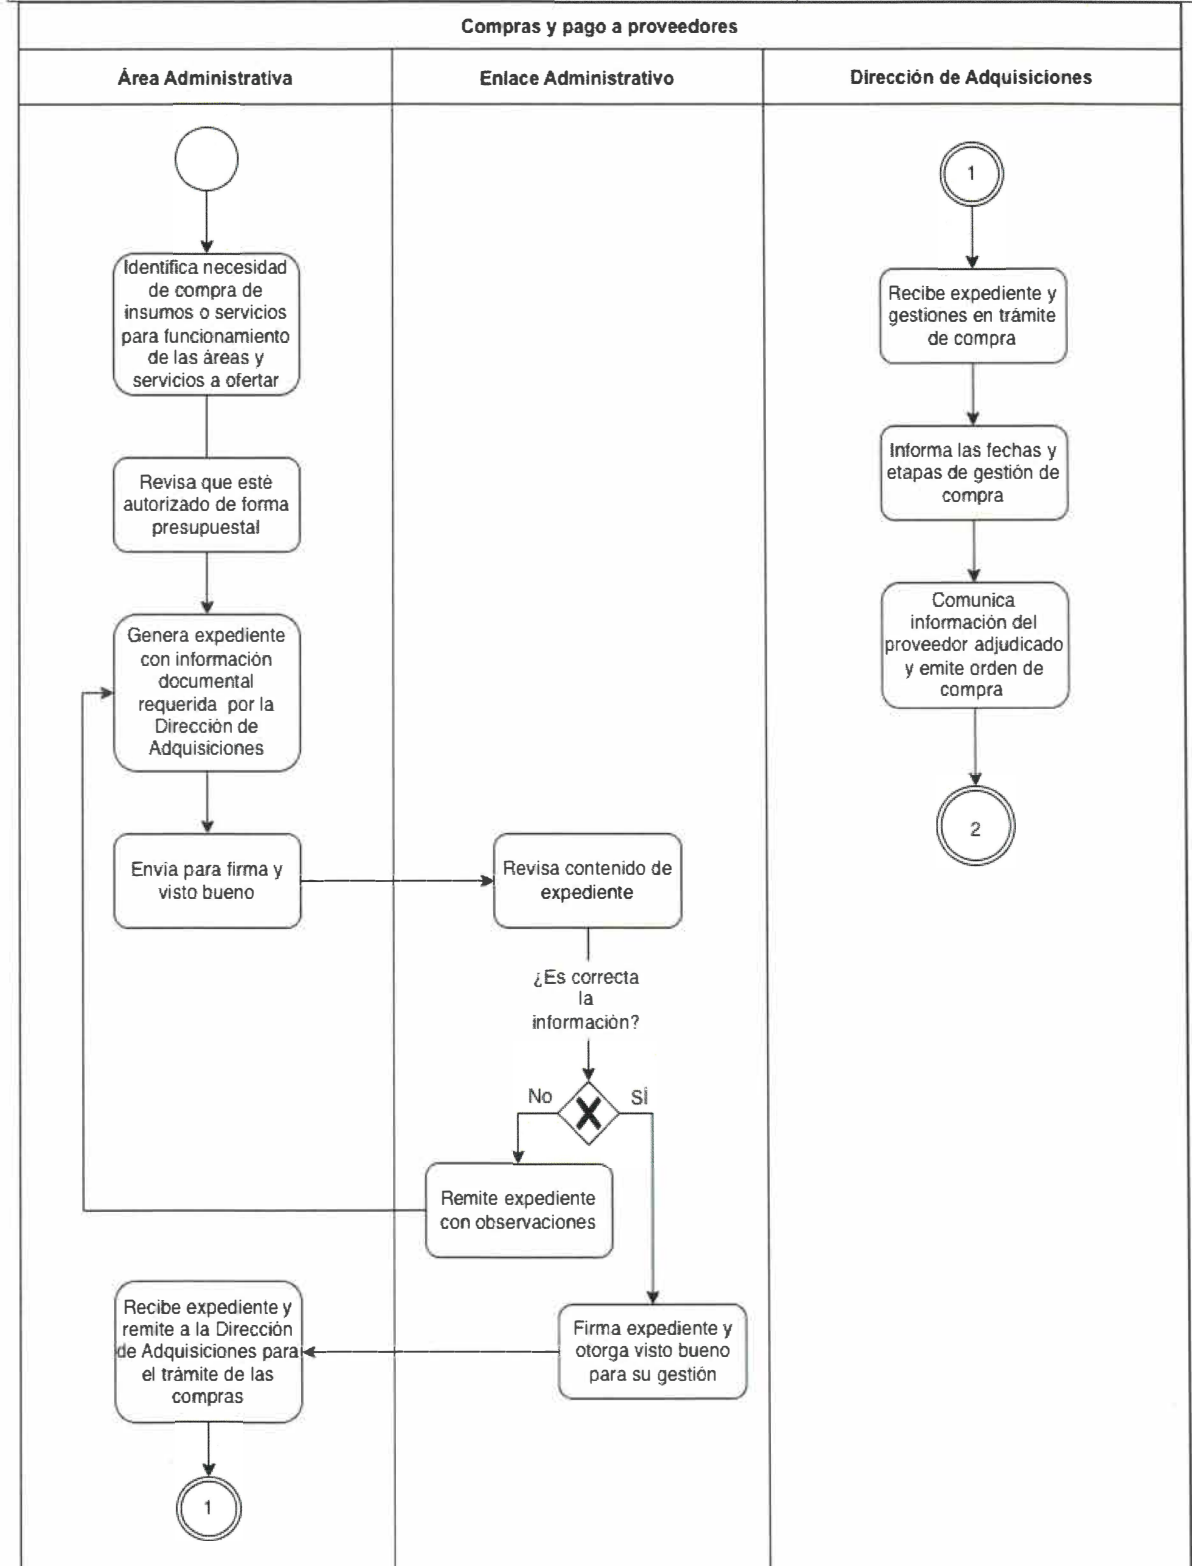 Compras y pago a proveedores
Área Administrativa
Enlace Administrativo
Dirección de Adquisiciones
Identifica necesidad
de compra de
insumos o servicios
para funcionamiento
de las áreas y
servicios a ofertar
Revisa que esté
autorizado de forma
presupuestal
Genera expediente
con información
documental
requerida por la
Dirección de
Adquisiciones
Envía para firma y
visto bueno
Revisa contenido de
expediente
¿Es correcta
la
información?
No
SÍ
Remite expediente
con observaciones
Firma expediente y
otorga visto bueno
para su gestión
Recibe expediente y
remite a la Dirección
de Adquisiciones para
el trámite de las
compras
1
1
Recibe expediente y
gestiones en trámite
de compra
Informa las fechas y
etapas de gestión de
compra
Comunica
información del
proveedor adjudicado
y emite orden de
compra
2